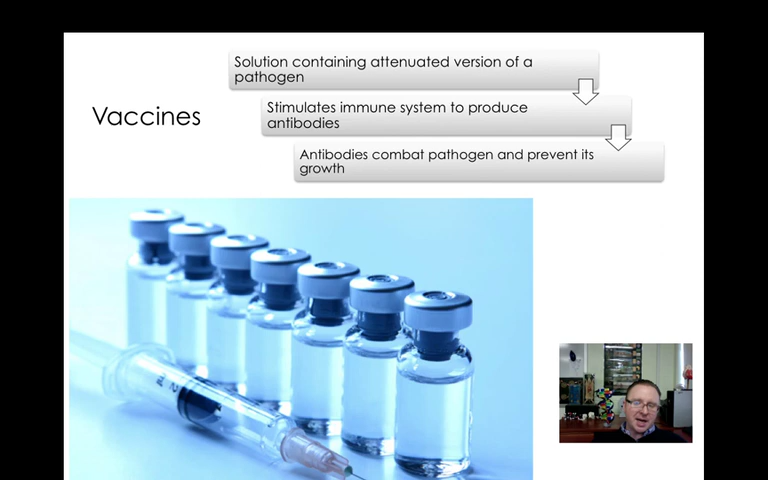 Solution containing attenuated version of a
pathogen
Vaccines
Stimulates immune system to produce
antibodies
Antibodies combat pathogen and prevent its
growth